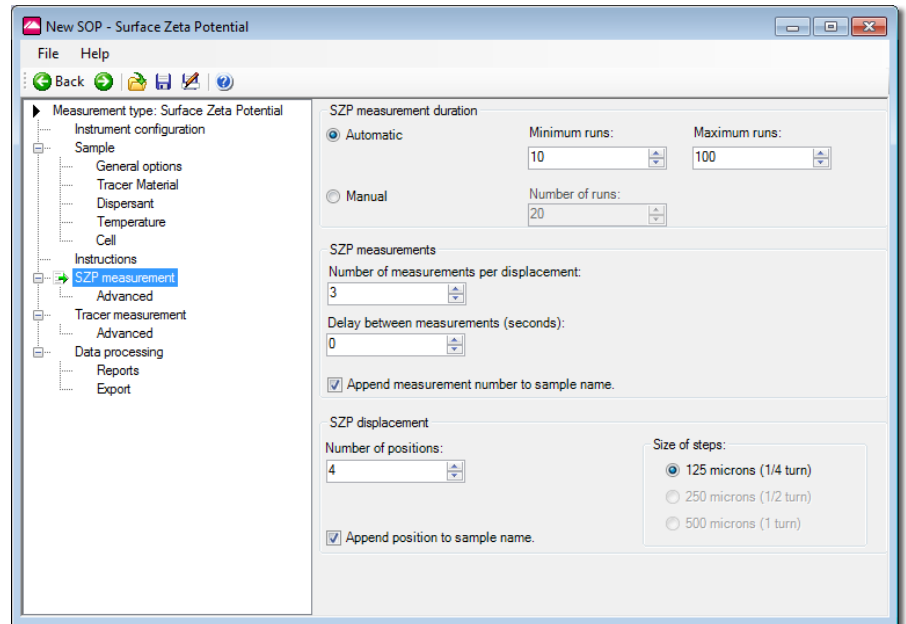 New SOP - Surface Zeta Potential
File Help
Back
Measurement type: Surface Zeta Potential
Instrument configuration
Sample
General options
Tracer Material
Dispersant
Temperature
Cell
Instructions
SZP measurement
Advanced
Tracer measurement
Advanced
Data processing
Reports
Export
SZP measurement duration
Automatic
Minimum runs:
Maximum runs:
10
100
Manual
Number of runs:
20
SZP measurements
Number of measurements per displacement:
3
Delay between measurements (seconds):
0
Append measurement number to sample name.
SZP displacement
Number of positions:
4
Append position to sample name.
Size of steps:
125 microns (1/4 turn)
250 microns (1/2 turn)
500 microns (1 turn)